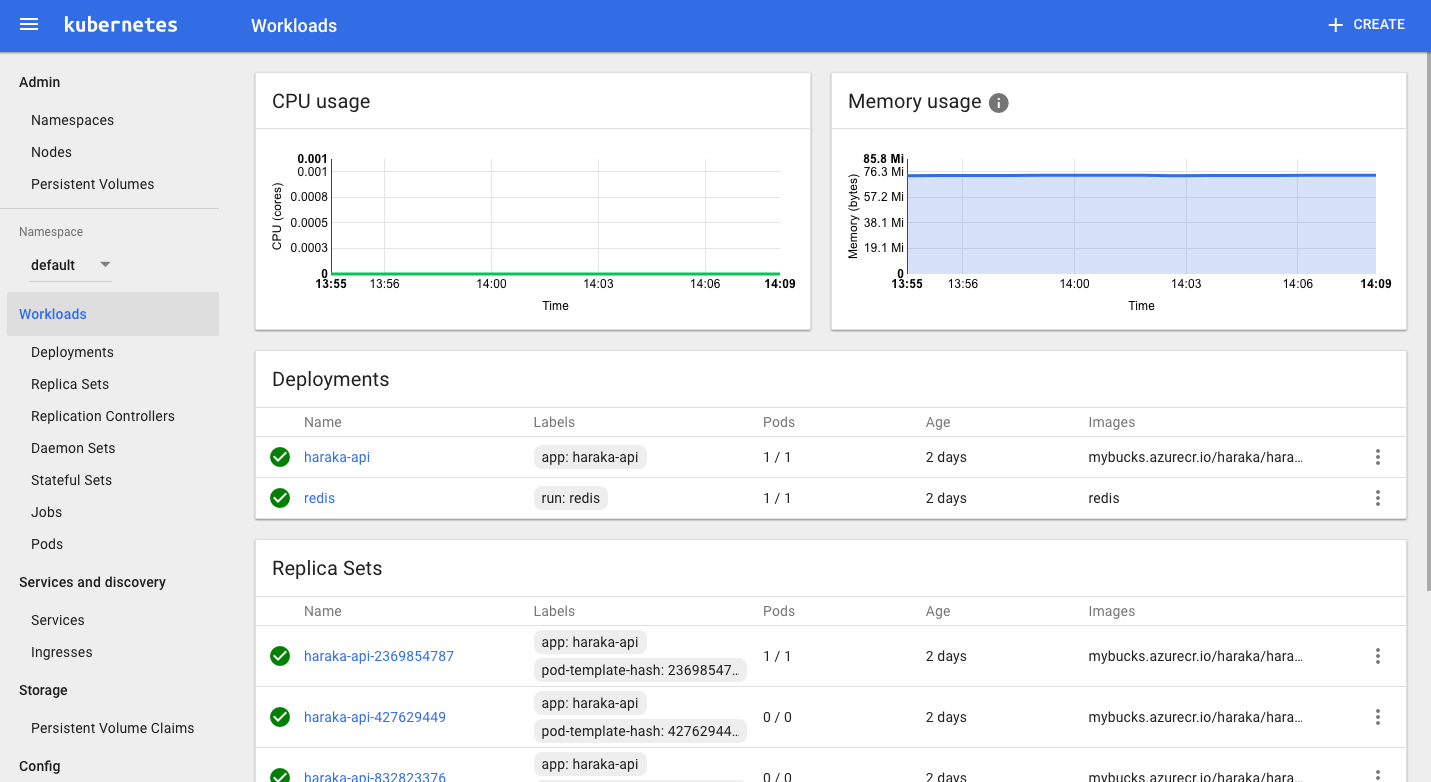 kubernetes
Workloads
CREATE
Admin
Namespaces
Nodes
Persistent Volumes
Namespace
default
Workloads
Deployments
Replica Sets
Replication Controllers
Daemon Sets
Stateful Sets
Jobs
Pods
Services and discovery
Services
Ingresses
Storage
Persistent Volume Claims
Config
CPU usage
CPU (cores)
0.001
0.001
0.0008
0.0005
0.0003
0
13:55 13:56 14:00 14:03 14:06 14:09
Time
Memory usage
Memory (bytes)
85.8 Mi
76.3 Mi
57.2 Mi
38.1 Mi
19.1 Mi
0
13:55 13:56 14:00 14:03 14:06 14:09
Time
Deployments
Name Labels Pods Age Images
haraka-api app: haraka-api 1 / 1 2 days mybucks.azurecr.io/haraka/hara...
redis run: redis 1 / 1 2 days redis
Replica Sets
Name Labels Pods Age Images
app: haraka-api
haraka-api-2369854787 1 / 1 2 days mybucks.azurecr.io/haraka/hara...
pod-template-hash: 23698547...
app: haraka-api
haraka-api-427629449 0 / 0 2 days mybucks.azurecr.io/haraka/hara...
pod-template-hash: 42762944...
app: haraka-api
haraka-api-832823376 0 / 0 2 days mybucks.azurecr.io/haraka/hara...